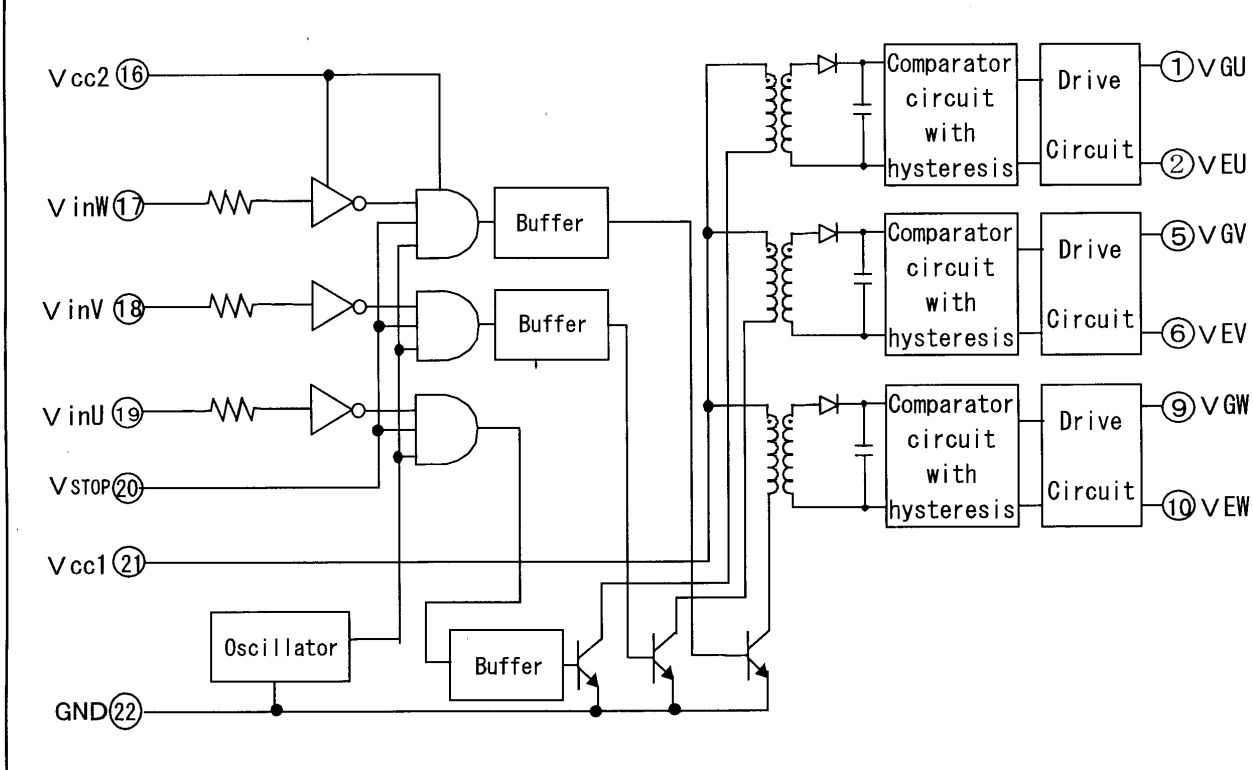 Vcc2 16
VinW 17
VinV 18
VinU 19
VSTOP 20
Vcc1 21
GND 22
Oscillator
Buffer
Buffer
Buffer
Comparator
circuit
with
hysteresis
Drive
Circuit
1 VGU
2 VEU
Comparator
circuit
with
hysteresis
Drive
Circuit
5 VGV
6 VEV
Comparator
circuit
with
hysteresis
Drive
Circuit
9 VGW
10 VEW